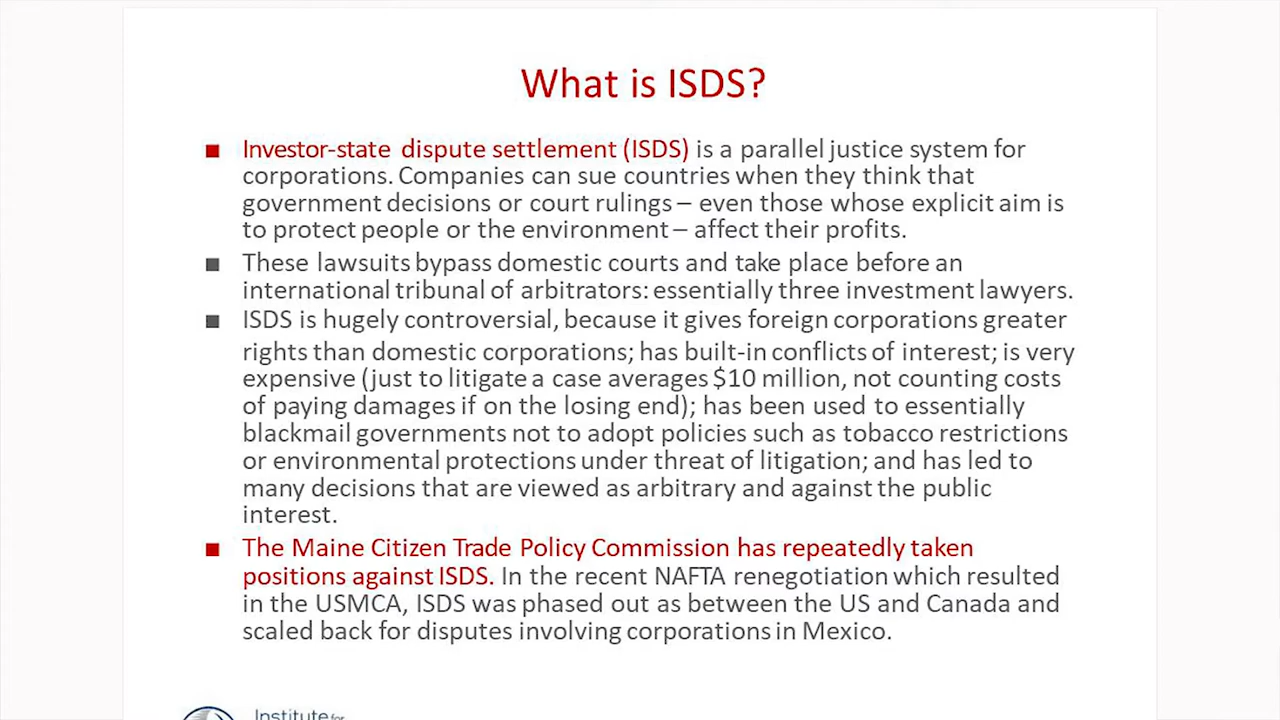 What is ISDS?
■ Investor-state dispute settlement (ISDS) is a parallel justice system for
corporations. Companies can sue countries when they think that
government decisions or court rulings – even those whose explicit aim is
to protect people or the environment – affect their profits.
■ These lawsuits bypass domestic courts and take place before an
international tribunal of arbitrators: essentially three investment lawyers.
■ ISDS is hugely controversial, because it gives foreign corporations greater
rights than domestic corporations; has built-in conflicts of interest; is very
expensive (just to litigate a case averages $10 million, not counting costs
of paying damages if on the losing end); has been used to essentially
blackmail governments not to adopt policies such as tobacco restrictions
or environmental protections under threat of litigation; and has led to
many decisions that are viewed as arbitrary and against the public
interest.
■ The Maine Citizen Trade Policy Commission has repeatedly taken
positions against ISDS. In the recent NAFTA renegotiation which resulted
in the USMCA, ISDS was phased out as between the US and Canada and
scaled back for disputes involving corporations in Mexico.
Institute for